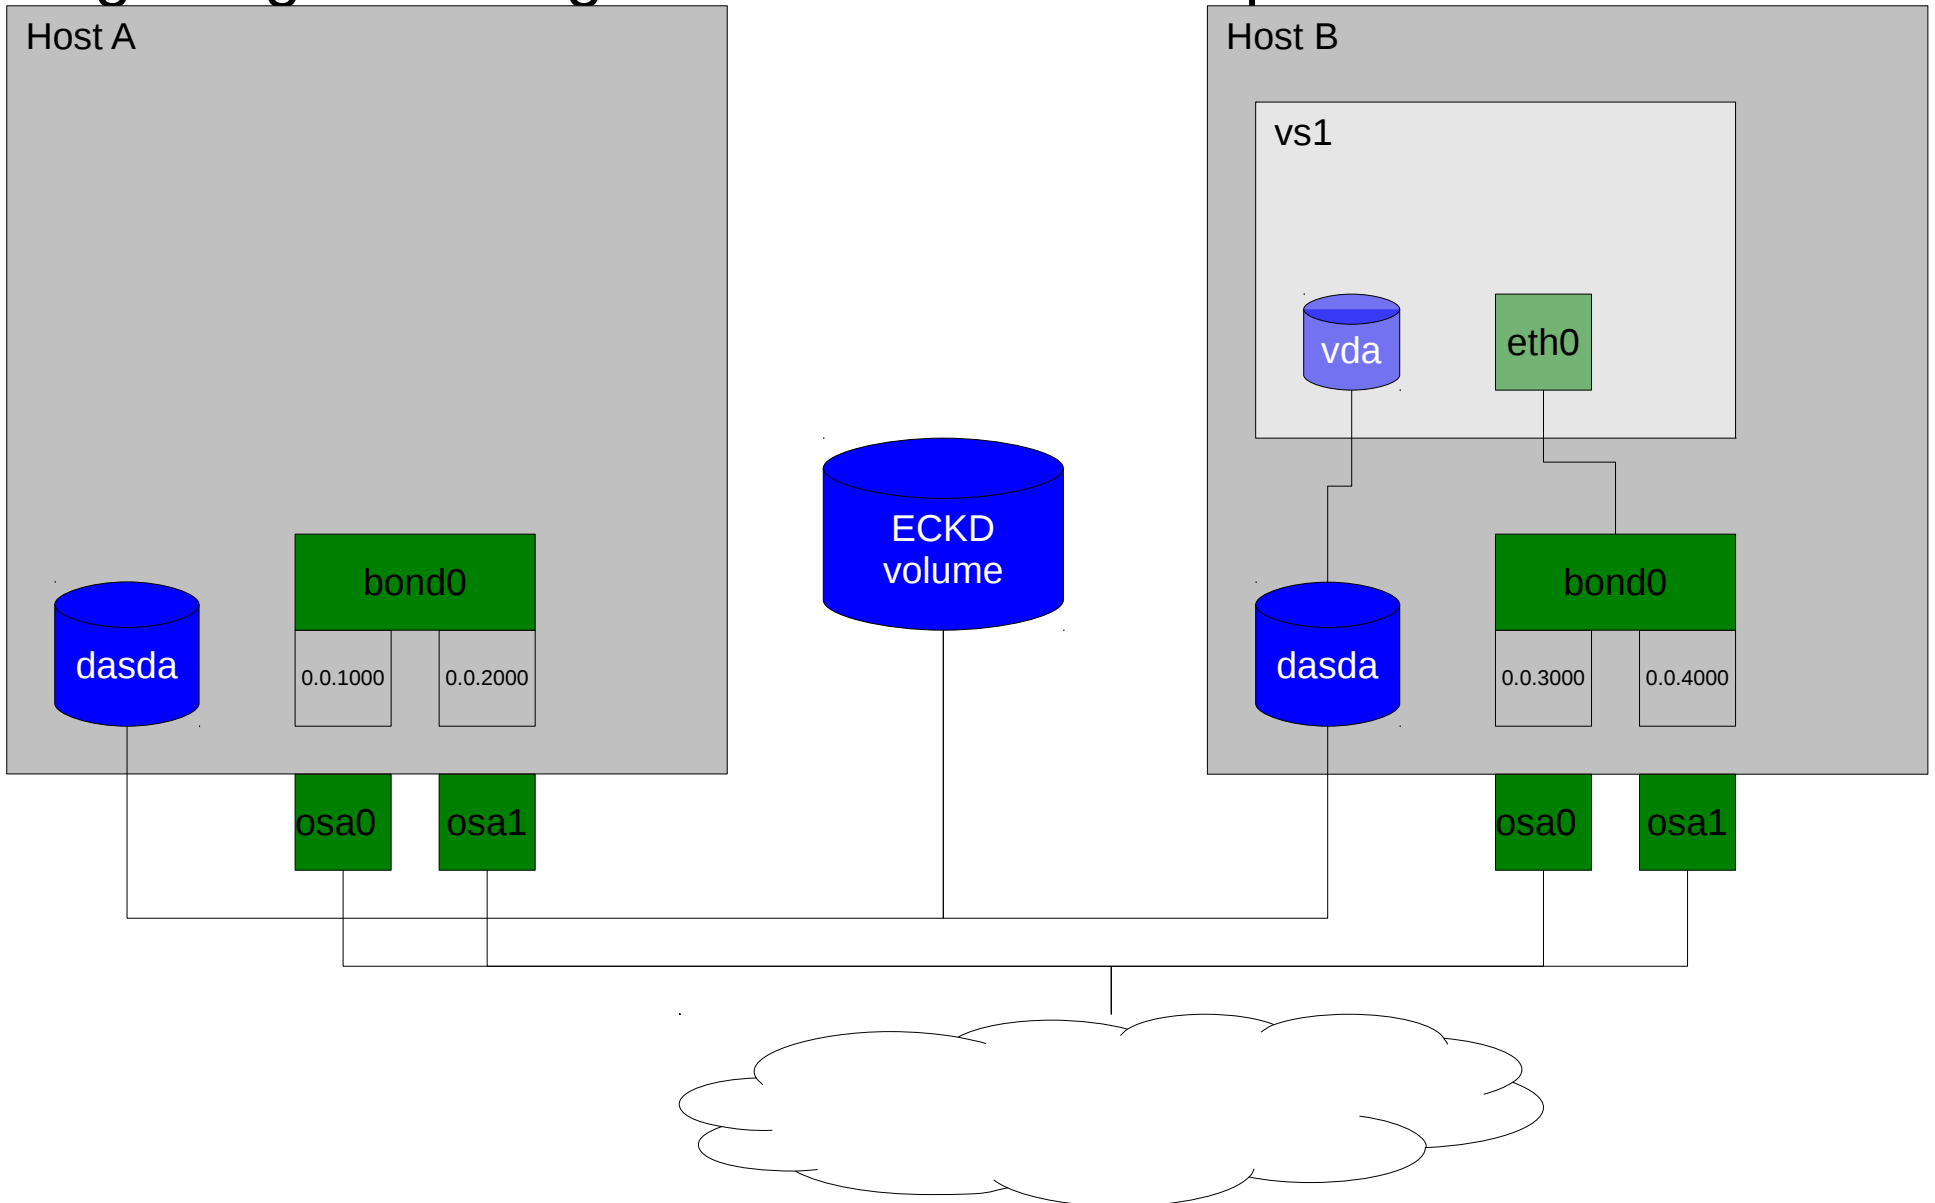 Host A
Host B
vs1
vda
eth0
ECKD
volume
bond0
bond0
dasda
0.0.1000
0.0.2000
dasda
0.0.3000
0.0.4000
osa0
osa1
osa0
osa1